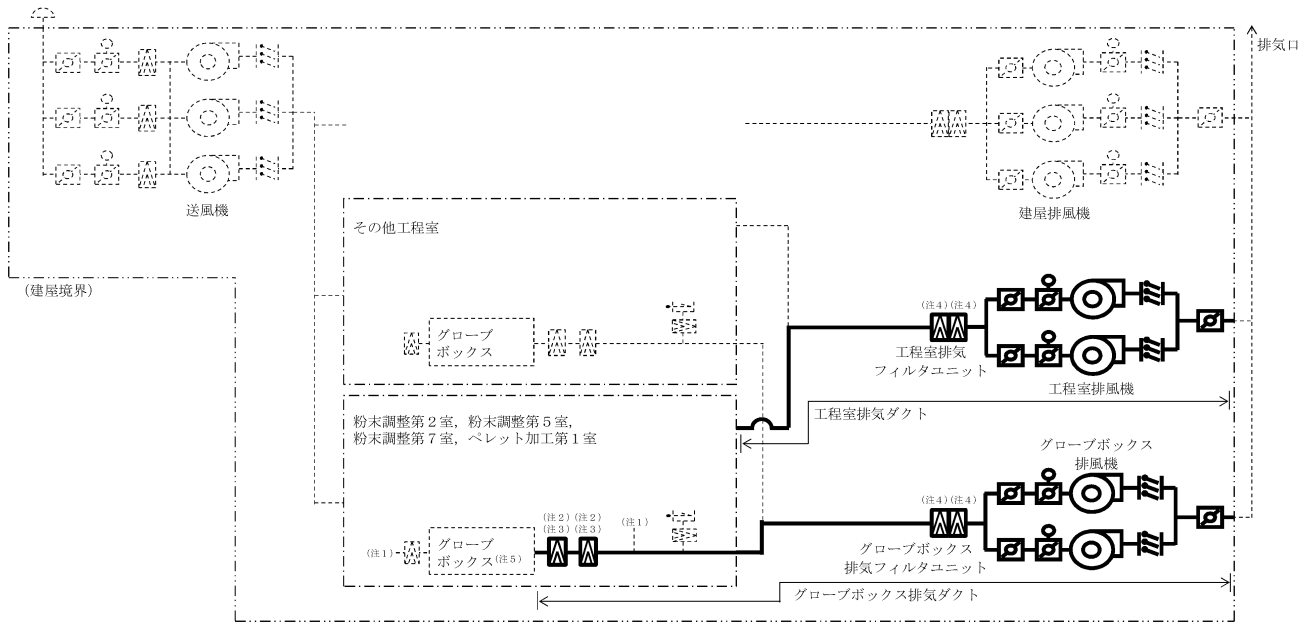 排気口
送風機
建屋排風機
(建屋境界)
その他工程室
グローブ
ボックス
(注4)(注4)
工程室排気
フィルタユニット
工程室排風機
工程室排気ダクト
粉末調整第2室,粉末調整第5室,
粉末調整第7室,ペレット加工第1室
グローブボックス
排風機
(注4)(注4)
(注2)(注2)
(注3)(注3)
(注1)
(注1)
グローブ
ボックス(注5)
グローブボックス
排気フィルタユニット
グローブボックス排気ダクト